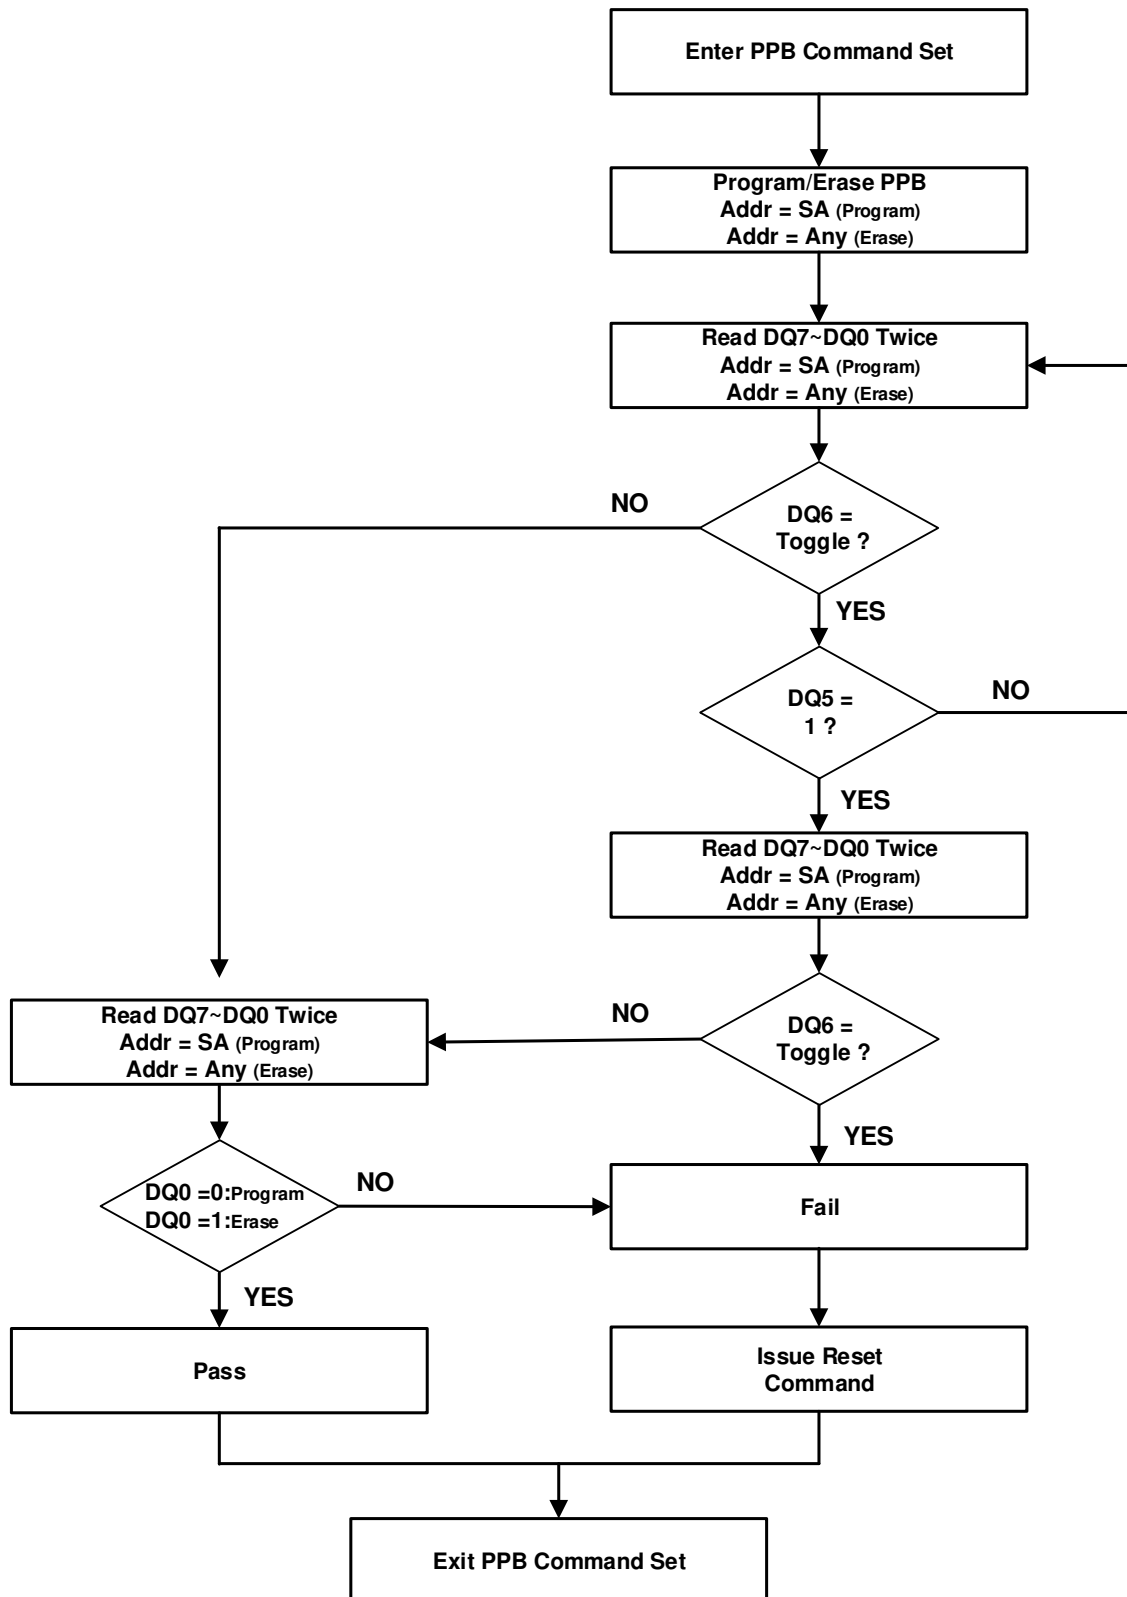 Enter PPB Command Set
Program/Erase PPB
Addr = SA (Program)
Addr = Any (Erase)
Read DQ7~DQ0 Twice
Addr = SA (Program)
Addr = Any (Erase)
NO
DQ6 =
Toggle ?
YES
DQ5 =
1 ?
NO
YES
Read DQ7~DQ0 Twice
Addr = SA (Program)
Addr = Any (Erase)
Read DQ7~DQ0 Twice
Addr = SA (Program)
Addr = Any (Erase)
NO
DQ6 =
Toggle ?
YES
DQ0 =0:Program
DQ0 =1:Erase
NO
Fail
YES
Pass
Issue Reset
Command
Exit PPB Command Set